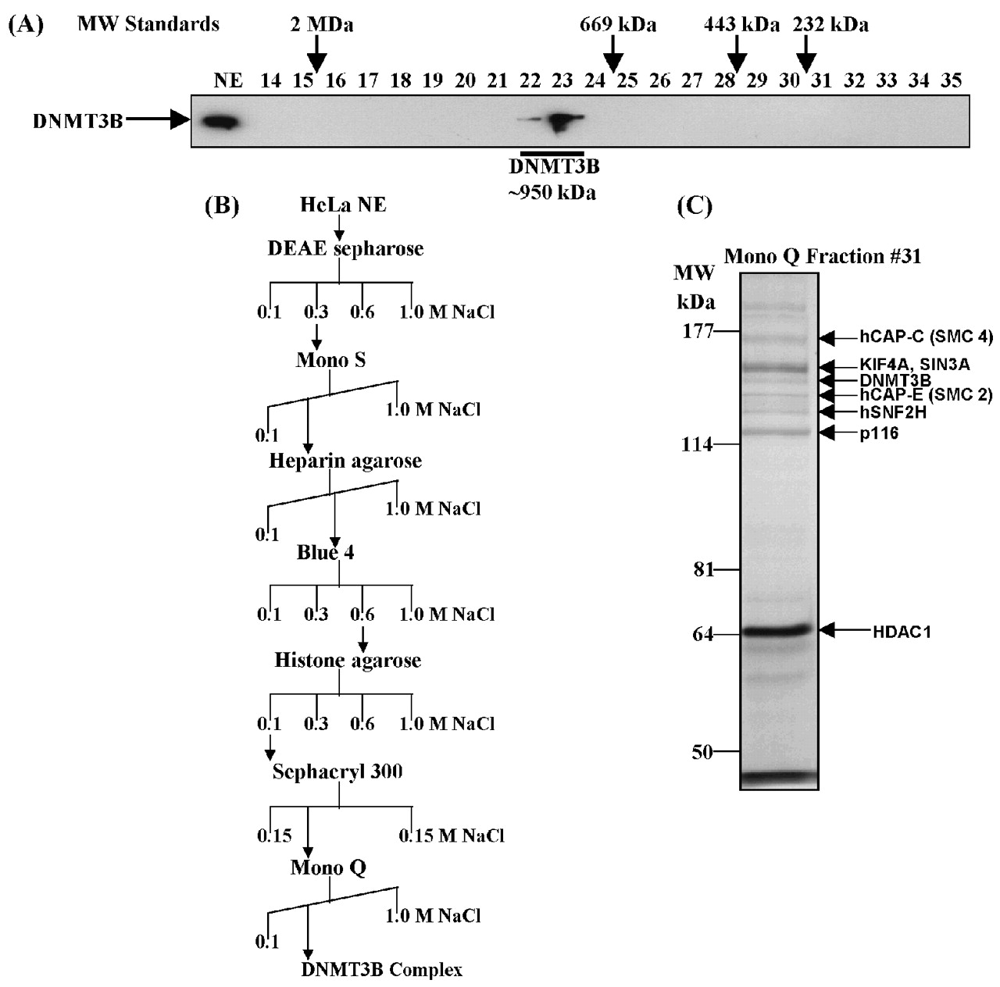 (A) MW Standards 2 MDa 669 kDa 443 kDa 232 kDa
NE 14 15 16 17 18 19 20 21 22 23 24 25 26 27 28 29 30 31 32 33 34 35
DNMT3B
DNMT3B
~950 kDa
(B)
HeLa NE
DEAE sepharose
0.1 0.3 0.6 1.0 M NaCl
Mono S
1.0 M NaCl
0.1
Heparin agarose
1.0 M NaCl
0.1
Blue 4
0.1 0.3 0.6 1.0 M NaCl
Histone agarose
0.1 0.3 0.6 1.0 M NaCl
Sephacryl 300
0.15 0.15 M NaCl
Mono Q
1.0 M NaCl
0.1
DNMT3B Complex
(C)
Mono Q Fraction #31
MW
kDa
177
hCAP-C (SMC 4)
KIF4A, SIN3A
DNMT3B
hCAP-E (SMC 2)
hSNF2H
p116
114
81
64
HDAC1
50